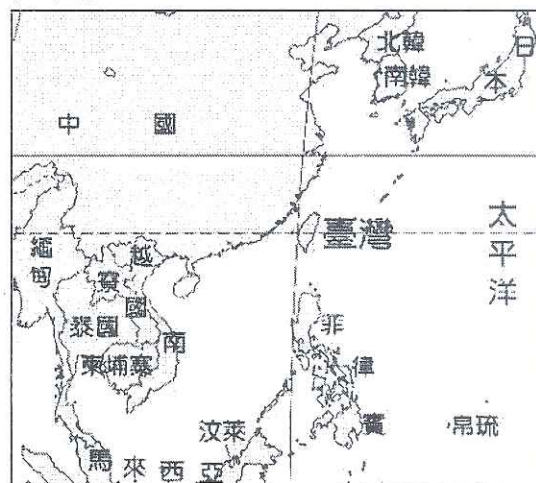 北韓
日本
南韓
中國
太平洋
臺灣
緬甸
越南
寮國
泰國
柬埔寨
菲律賓
汶萊
帛琉
馬來西亞